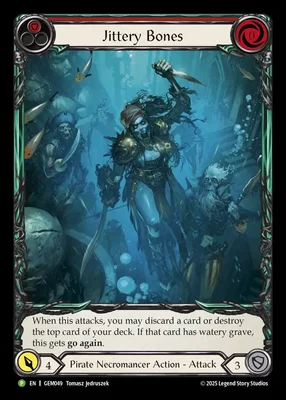 Jittery Bones
When this attacks, you may discard a card or destroy
the top card of your deck. If that card has watery grave,
this gets go again.
4
Pirate Necromancer Action - Attack
3
P EN | GEM049 Tomasz Jedruszek
© 2025 Legend Story Studios